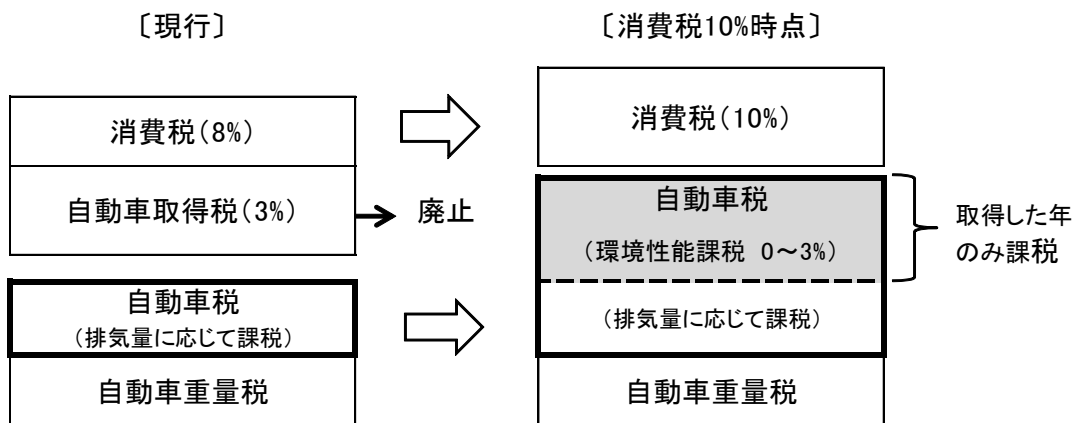 〔現行〕
消費税(8%)
自動車取得税(3%)
廃止
自動車税
(排気量に応じて課税)
自動車重量税
〔消費税10%時点〕
消費税(10%)
自動車税
(環境性能課税 0~3%)
(排気量に応じて課税)
自動車重量税
取得した年
のみ課税